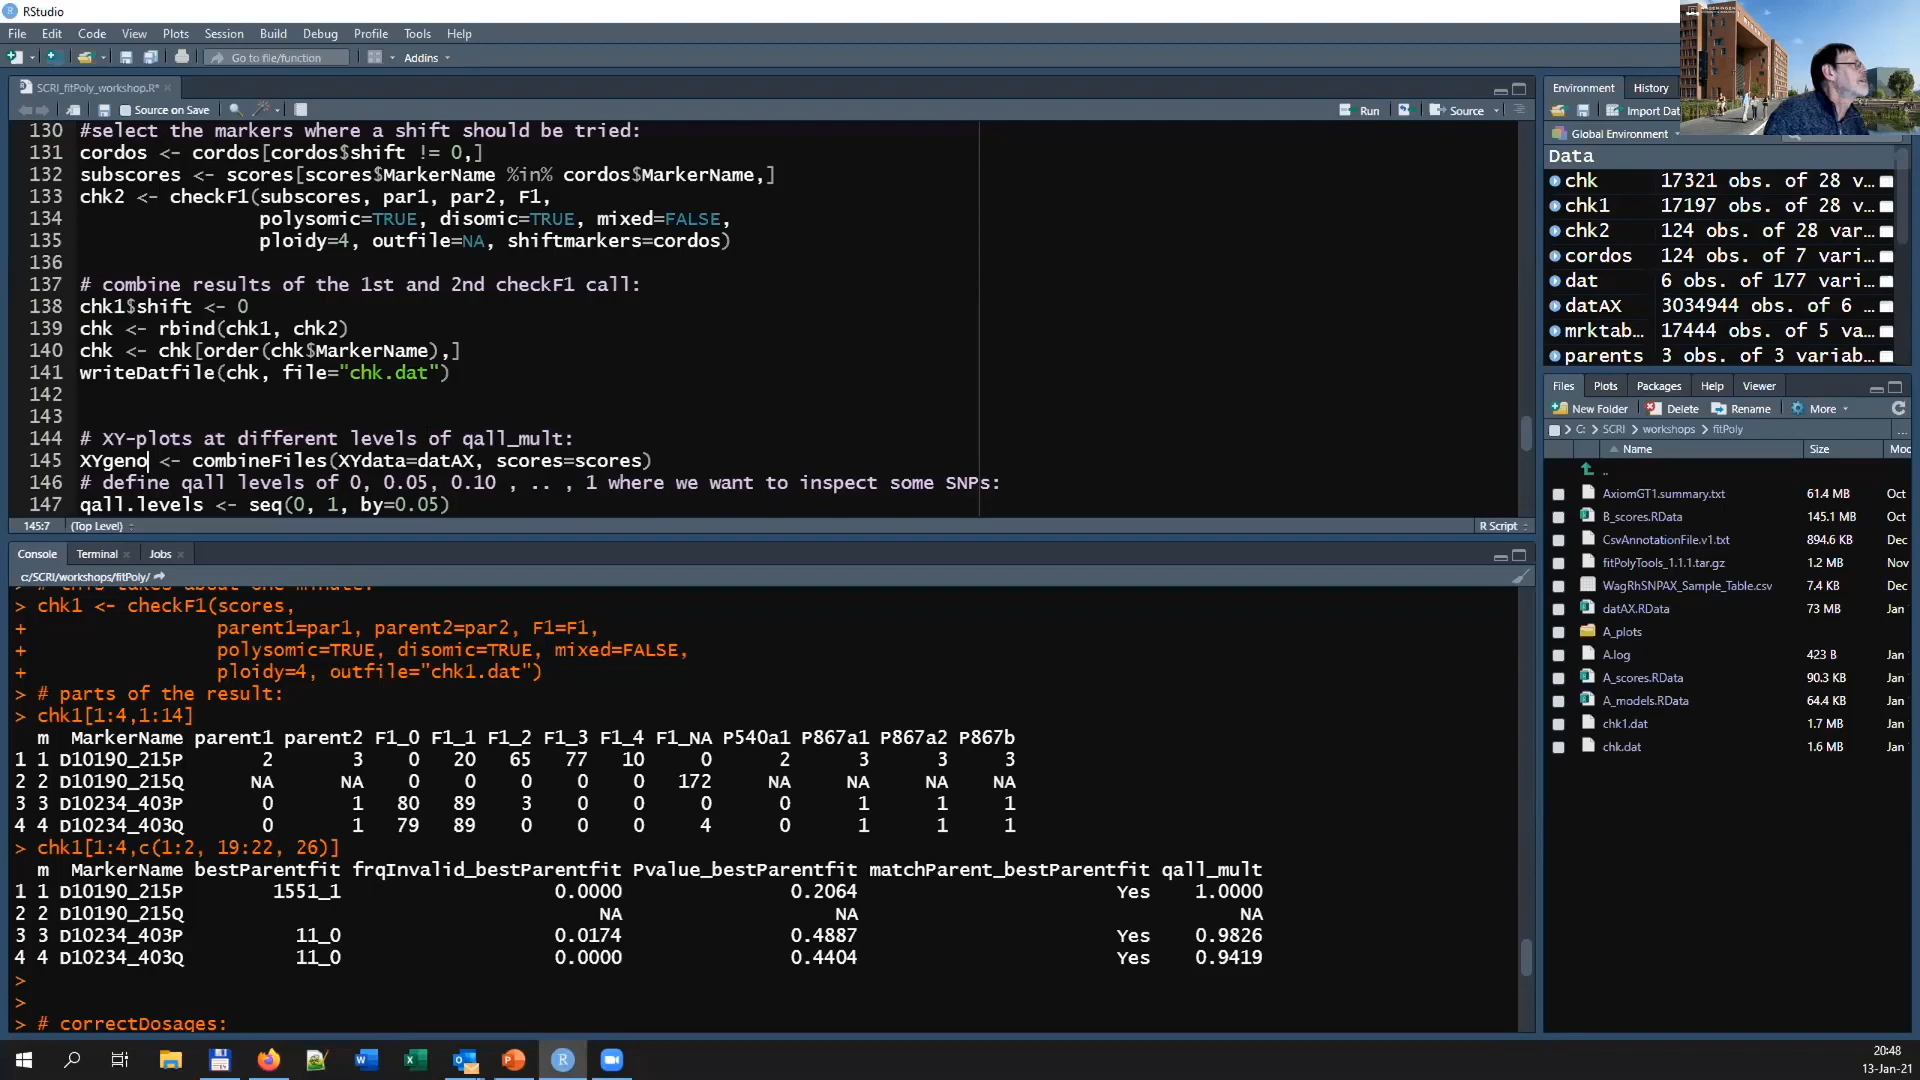 RStudio
File Edit Code View Plots Session Build Debug Profile Tools Help
Go to file/function Addins
SCRI_fitPoly_workshop.R*
Source on Save Run Source
130 #select the markers where a shift should be tried:
131 cordos <- cordos[cordos$shift != 0,]
132 subscores <- scores[scores$MarkerName %in% cordos$MarkerName,]
133 chk2 <- checkF1(subscores, par1, par2, F1,
134 polysomic=TRUE, disomic=TRUE, mixed=FALSE,
135 ploidy=4, outfile=NA, shiftmarkers=cordos)
136
137 # combine results of the 1st and 2nd checkF1 call:
138 chk1$shift <- 0
139 chk <- rbind(chk1, chk2)
140 chk <- chk[order(chk$MarkerName),]
141 writeDatfile(chk, file="chk.dat")
142
143
144 # XY-plots at different levels of qall_mult:
145 XYgeno <- combineFiles(XYdata=datAX, scores=scores)
146 # define qall levels of 0, 0.05, 0.10 , .. , 1 where we want to inspect some SNPs:
147 qall.levels <- seq(0, 1, by=0.05)
145:7 (Top Level) R Script
Console Terminal Jobs
c:/SCRI/workshops/fitPoly/
> # this takes about one minute:
> chk1 <- checkF1(scores,
+ parent1=par1, parent2=par2, F1=F1,
+ polysomic=TRUE, disomic=TRUE, mixed=FALSE,
+ ploidy=4, outfile="chk1.dat")
> # parts of the result:
> chk1[1:4,1:14]
m MarkerName parent1 parent2 F1_0 F1_1 F1_2 F1_3 F1_4 F1_NA P540a1 P867a1 P867a2 P867b
1 1 D10190_215P 2 3 0 20 65 77 10 0 2 3 3 3
2 2 D10190_215Q NA NA 0 0 0 0 0 172 NA NA NA NA
3 3 D10234_403P 0 1 80 89 3 0 0 0 0 1 1 1
4 4 D10234_403Q 0 1 79 89 0 0 0 4 0 1 1 1
> chk1[1:4,c(1:2, 19:22, 26)]
m MarkerName bestParentfit frqInvalid_bestParentfit Pvalue_bestParentfit matchParent_bestParentfit qall_mult
1 1 D10190_215P 1551_1 0.0000 0.2064 Yes 1.0000
2 2 D10190_215Q NA NA NA
3 3 D10234_403P 11_0 0.0174 0.4887 Yes 0.9826
4 4 D10234_403Q 11_0 0.0000 0.4404 Yes 0.9419
>
>
> # correctDosages:
Environment History
Import Dat
Global Environment
Data
chk 17321 obs. of 28 v…
chk1 17197 obs. of 28 v…
chk2 124 obs. of 28 var…
cordos 124 obs. of 7 vari…
dat 6 obs. of 177 vari…
datAX 3034944 obs. of 6 …
mrktab… 17444 obs. of 5 va…
parents 3 obs. of 3 variab…
Files Plots Packages Help Viewer
New Folder Delete Rename More
C: > SCRI > workshops > fitPoly ...
Name Size Moc
..
AxiomGT1.summary.txt 61.4 MB Oct
B_scores.RData 145.1 MB Oct
CsvAnnotationFile.v1.txt 894.6 KB Dec
fitPolyTools_1.1.1.tar.gz 1.2 MB Nov
WagRhSNPAX_Sample_Table.csv 7.4 KB Dec
datAX.RData 73 MB Jan
A_plots
A.log 423 B Jan
A_scores.RData 90.3 KB Jan
A_models.RData 64.4 KB Jan
chk1.dat 1.7 MB Jan
chk.dat 1.6 MB Jan
20:48
13-Jan-21